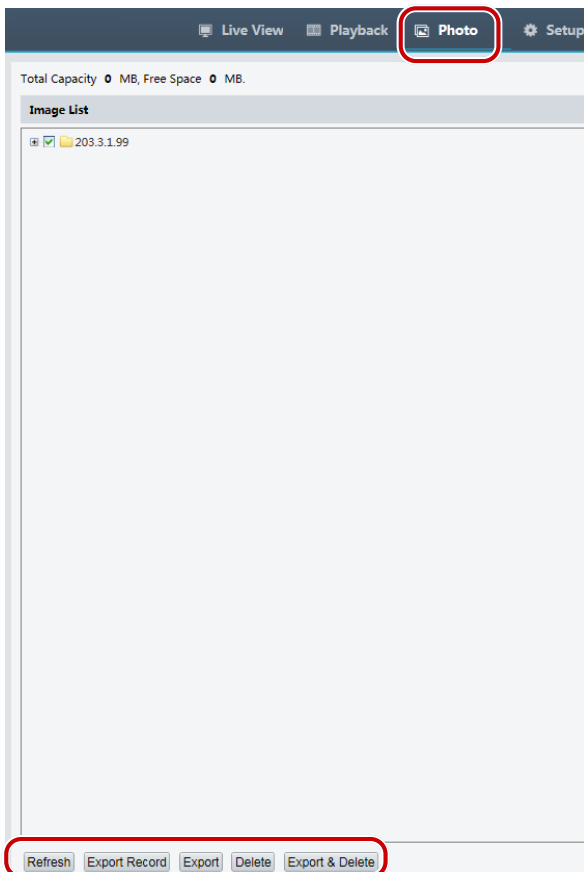 Live View Playback Photo Setup
Total Capacity 0 MB, Free Space 0 MB.
Image List
203.3.1.99
Refresh Export Record Export Delete Export & Delete